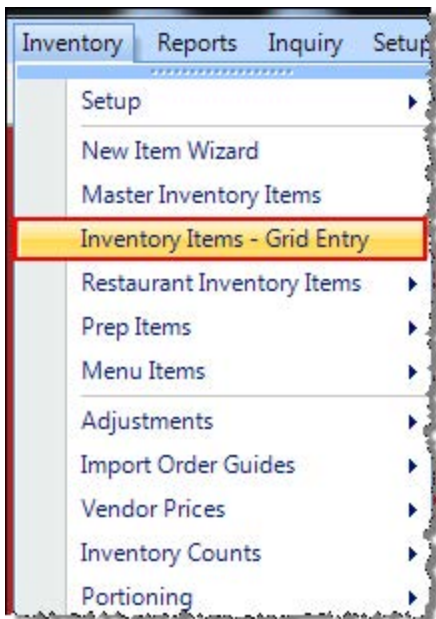 Inventory Reports Inquiry Setup
Setup
New Item Wizard
Master Inventory Items
Inventory Items - Grid Entry
Restaurant Inventory Items
Prep Items
Menu Items
Adjustments
Import Order Guides
Vendor Prices
Inventory Counts
Portioning